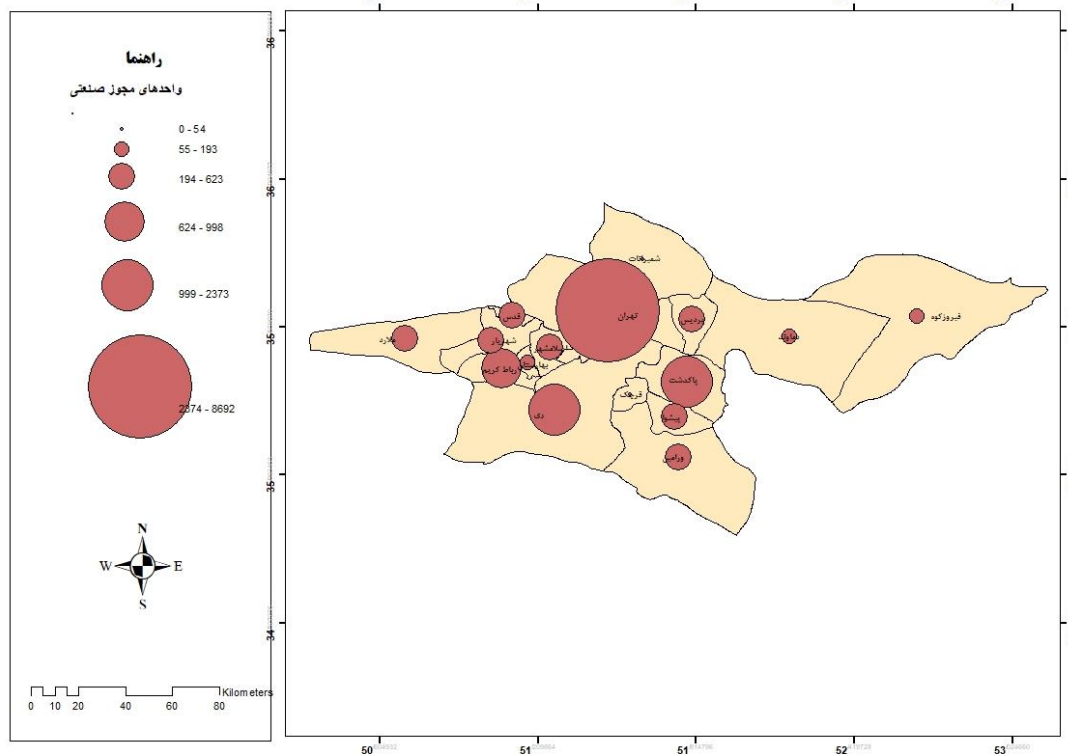 راهنما
واحدهای مجوز صنعتی
0 - 54
55 - 193
194 - 623
624 - 998
999 - 2373
2374 - 8692
N
W E
S
Kilometers
0 10 20 40 60 80
36
36
35
35
34
50
51
51
52
53
شمیرانات
تهران
پردیس
دماوند
فیروزکوه
قدس
ملارد
شهریار
اسلامشهر
بهارستان
رباط کریم
ری
پاکدشت
قرچک
پیشوا
ورامین